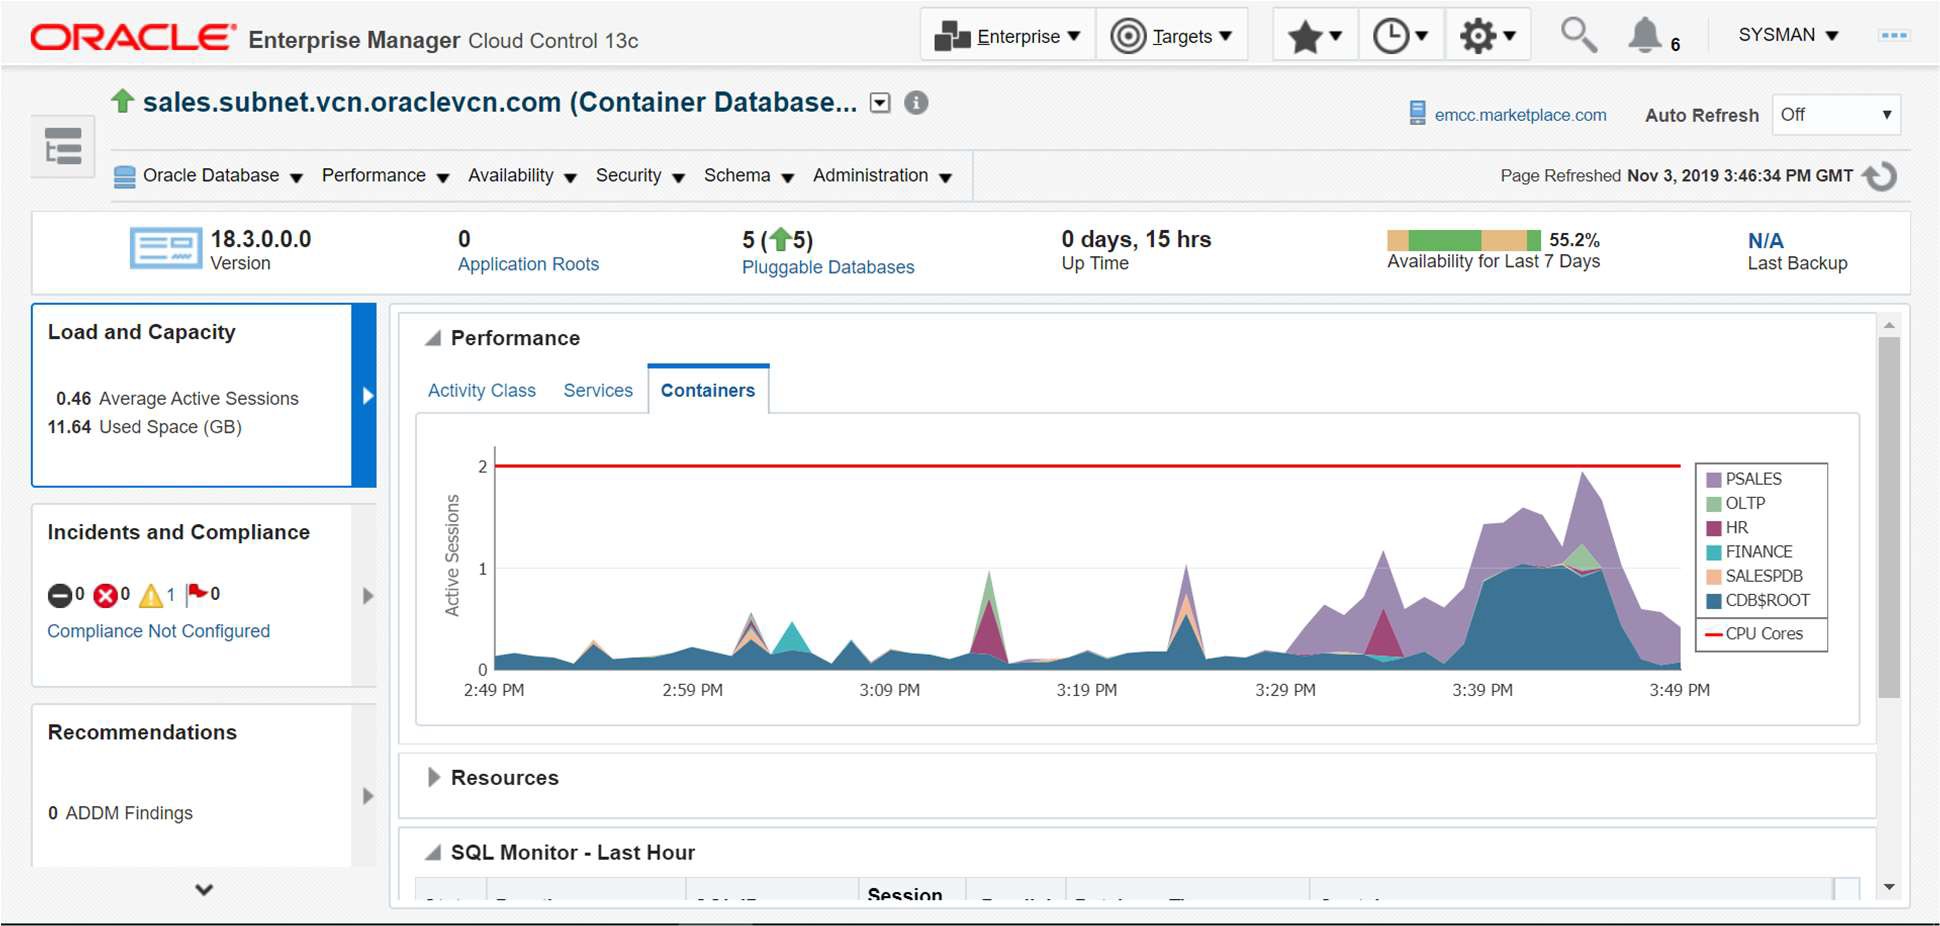 ORACLE Enterprise Manager Cloud Control 13c
Enterprise
Targets
6
SYSMAN
sales.subnet.vcn.oraclevcn.com (Container Database...
emcc.marketplace.com
Auto Refresh
Off
Oracle Database Performance Availability Security Schema Administration
Page Refreshed Nov 3, 2019 3:46:34 PM GMT
18.3.0.0.0
Version
0
Application Roots
5 (5)
Pluggable Databases
0 days, 15 hrs
Up Time
55.2%
Availability for Last 7 Days
N/A
Last Backup
Load and Capacity
0.46 Average Active Sessions
11.64 Used Space (GB)
Incidents and Compliance
0 0 1 0
Compliance Not Configured
Recommendations
0 ADDM Findings
Performance
Activity Class Services Containers
Active Sessions
2
1
0
2:49 PM 2:59 PM 3:09 PM 3:19 PM 3:29 PM 3:39 PM 3:49 PM
PSALES
OLTP
HR
FINANCE
SALESPDB
CDB$ROOT
CPU Cores
Resources
SQL Monitor - Last Hour
Session